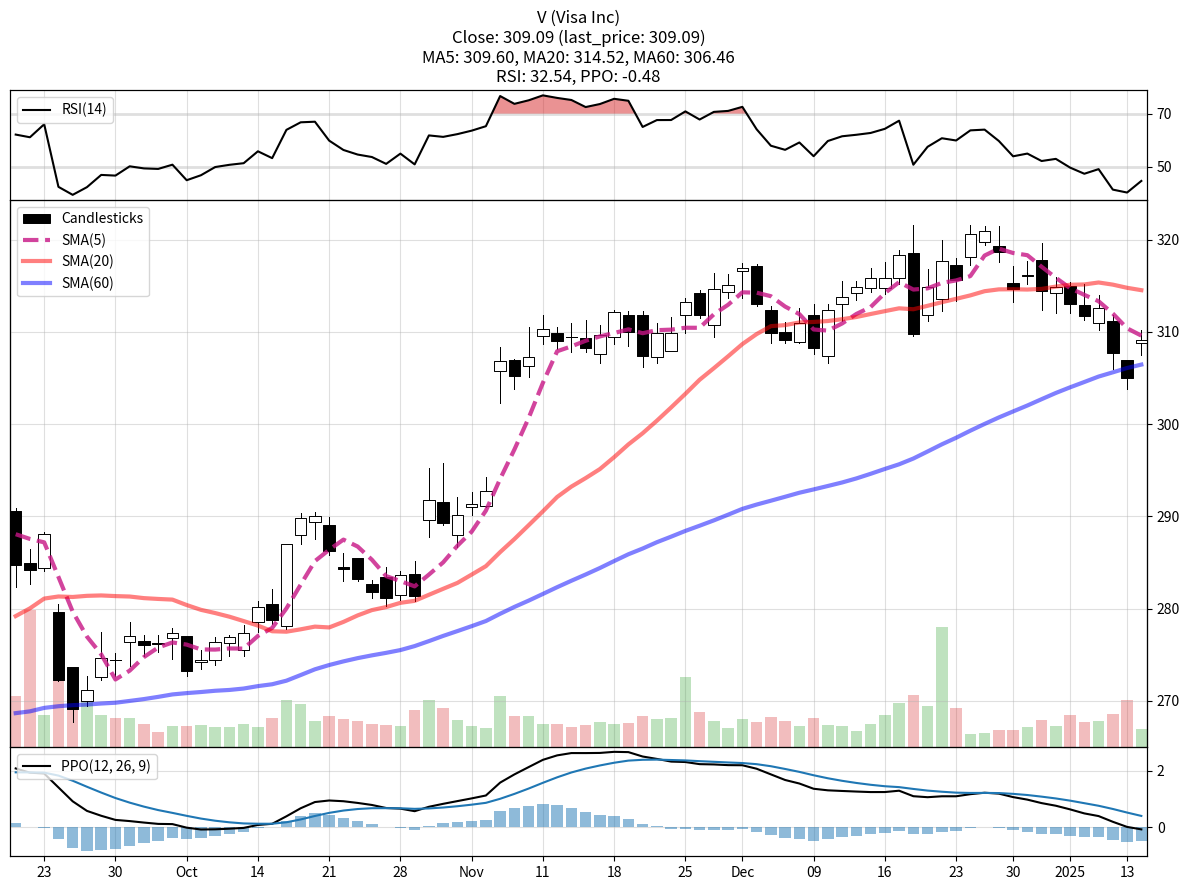 V (Visa Inc)
Close: 309.09 (last_price: 309.09)
MA5: 309.60, MA20: 314.52, MA60: 306.46
RSI: 32.54, PPO: -0.48
RSI(14)
70
50
Candlesticks
SMA(5)
SMA(20)
SMA(60)
320
310
300
290
280
270
PPO(12, 26, 9)
2
0
23 30 Oct 14 21 28 Nov 11 18 25 Dec 09 16 23 30 2025 13